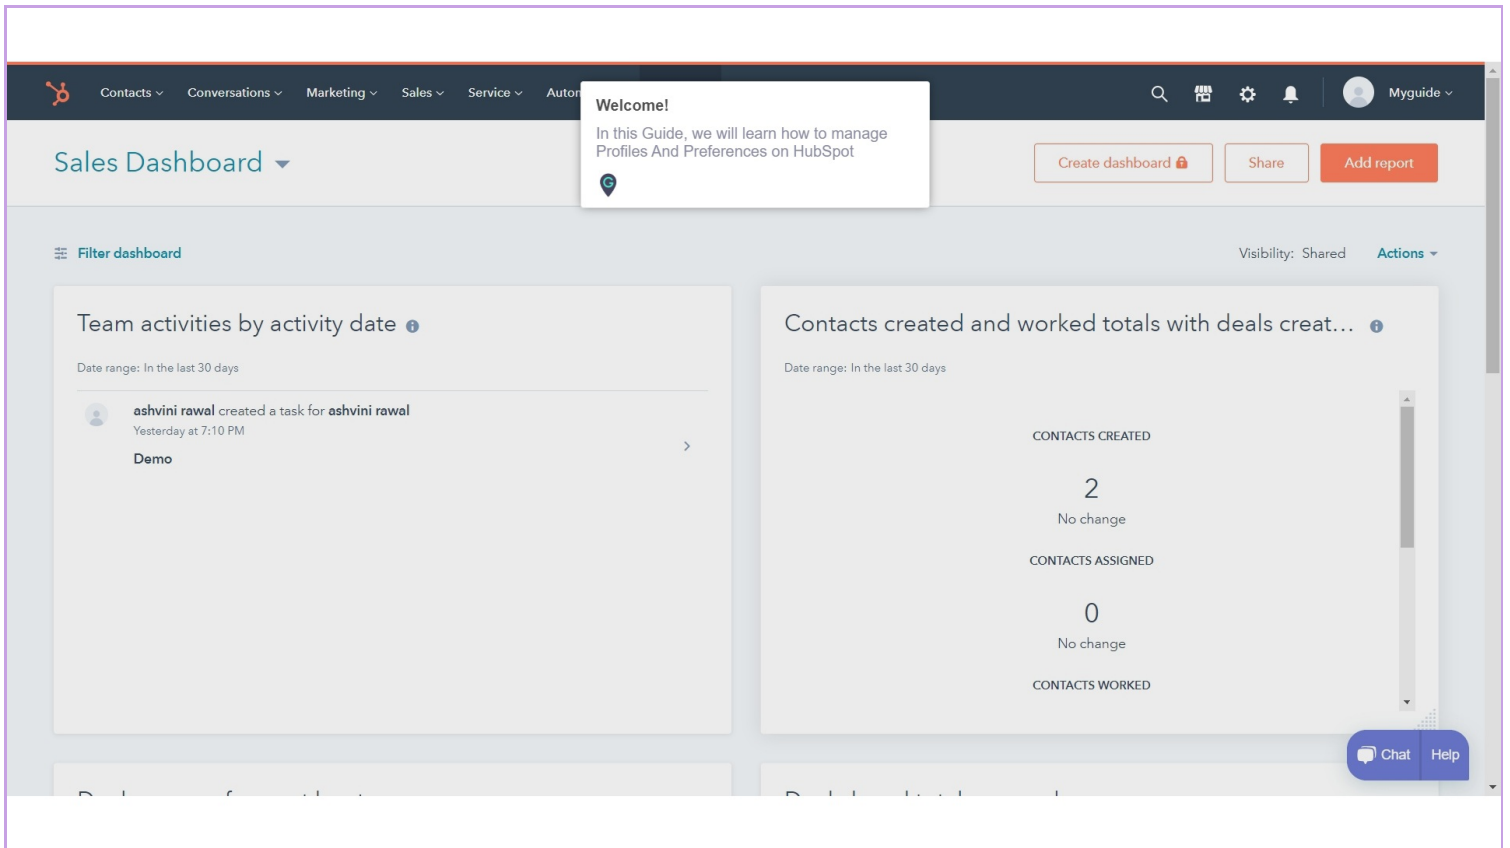 Contacts Conversations Marketing Sales Service Myguide
Welcome!
In this Guide, we will learn how to manage
Profiles And Preferences on HubSpot
Sales Dashboard
Create dashboard Share Add report
Filter dashboard
Visibility: Shared Actions
Team activities by activity date
Date range: In the last 30 days
ashvini rawal created a task for ashvini rawal
Yesterday at 7:10 PM
Demo
Contacts created and worked totals with deals creat...
Date range: In the last 30 days
CONTACTS CREATED
2
No change
CONTACTS ASSIGNED
0
No change
CONTACTS WORKED
Chat Help